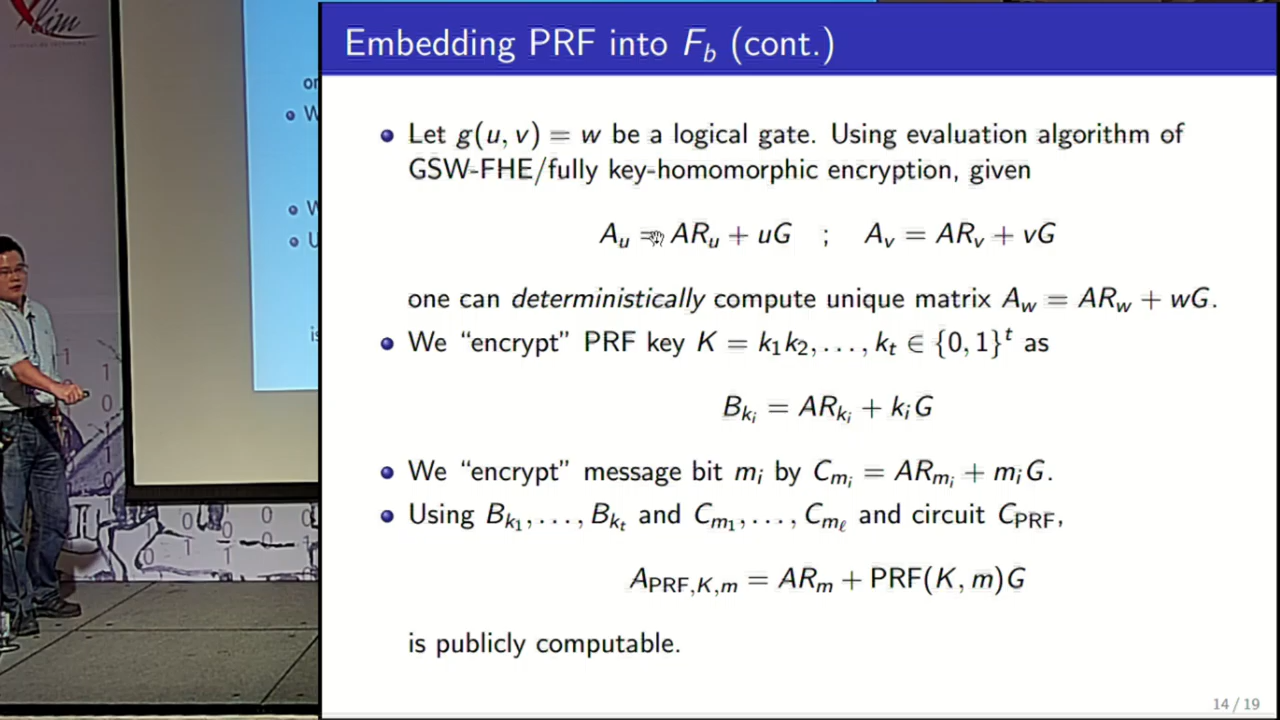 Embedding PRF into F_b (cont.)
Let g(u, v) = w be a logical gate. Using evaluation algorithm of
GSW-FHE/fully key-homomorphic encryption, given
A_u = AR_u + uG ; A_v = AR_v + vG
one can deterministically compute unique matrix A_w = AR_w + wG.
We “encrypt” PRF key K = k_1k_2, . . . , k_t ∈ {0, 1}^t as
B_{k_i} = AR_{k_i} + k_iG
We “encrypt” message bit m_i by C_{m_i} = AR_{m_i} + m_iG.
Using B_{k_1}, . . . , B_{k_t} and C_{m_1}, . . . , C_{m_ℓ} and circuit C_PRF,
A_{PRF,K,m} = AR_m + PRF(K, m)G
is publicly computable.
14 / 19